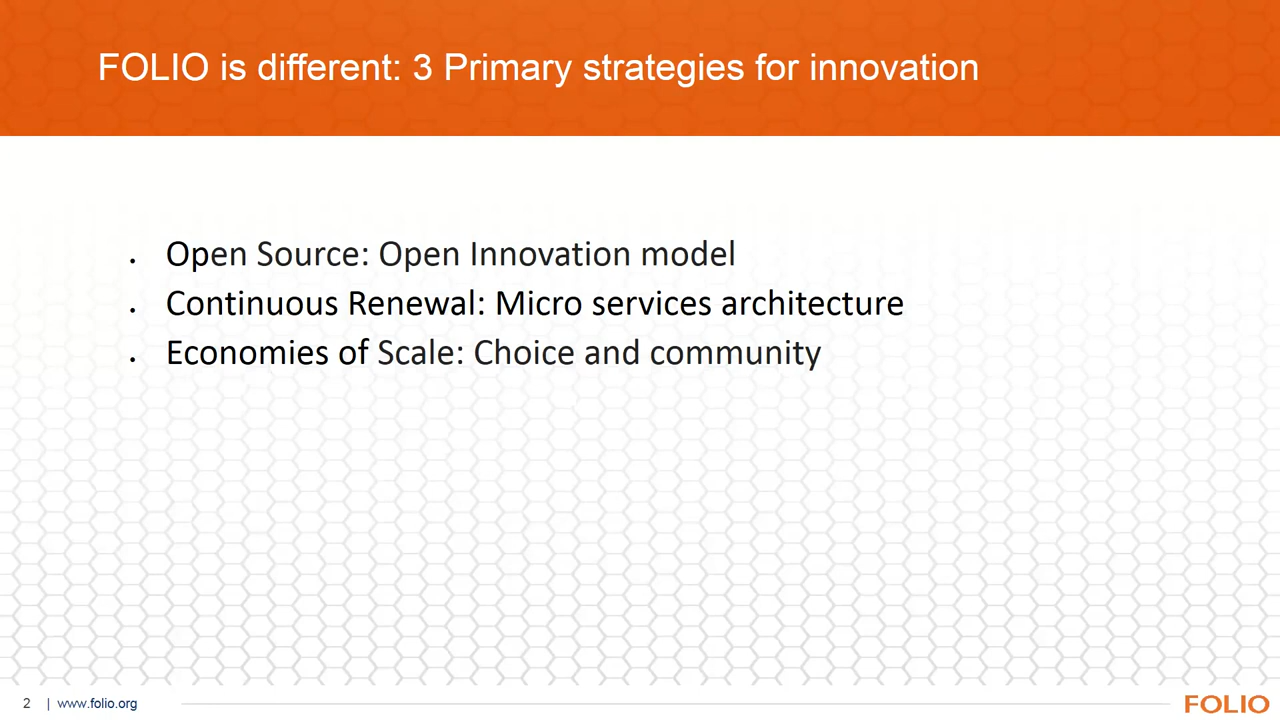 FOLIO is different: 3 Primary strategies for innovation
• Open Source: Open Innovation model
• Continuous Renewal: Micro services architecture
• Economies of Scale: Choice and community
2 | www.folio.org
FOLIO